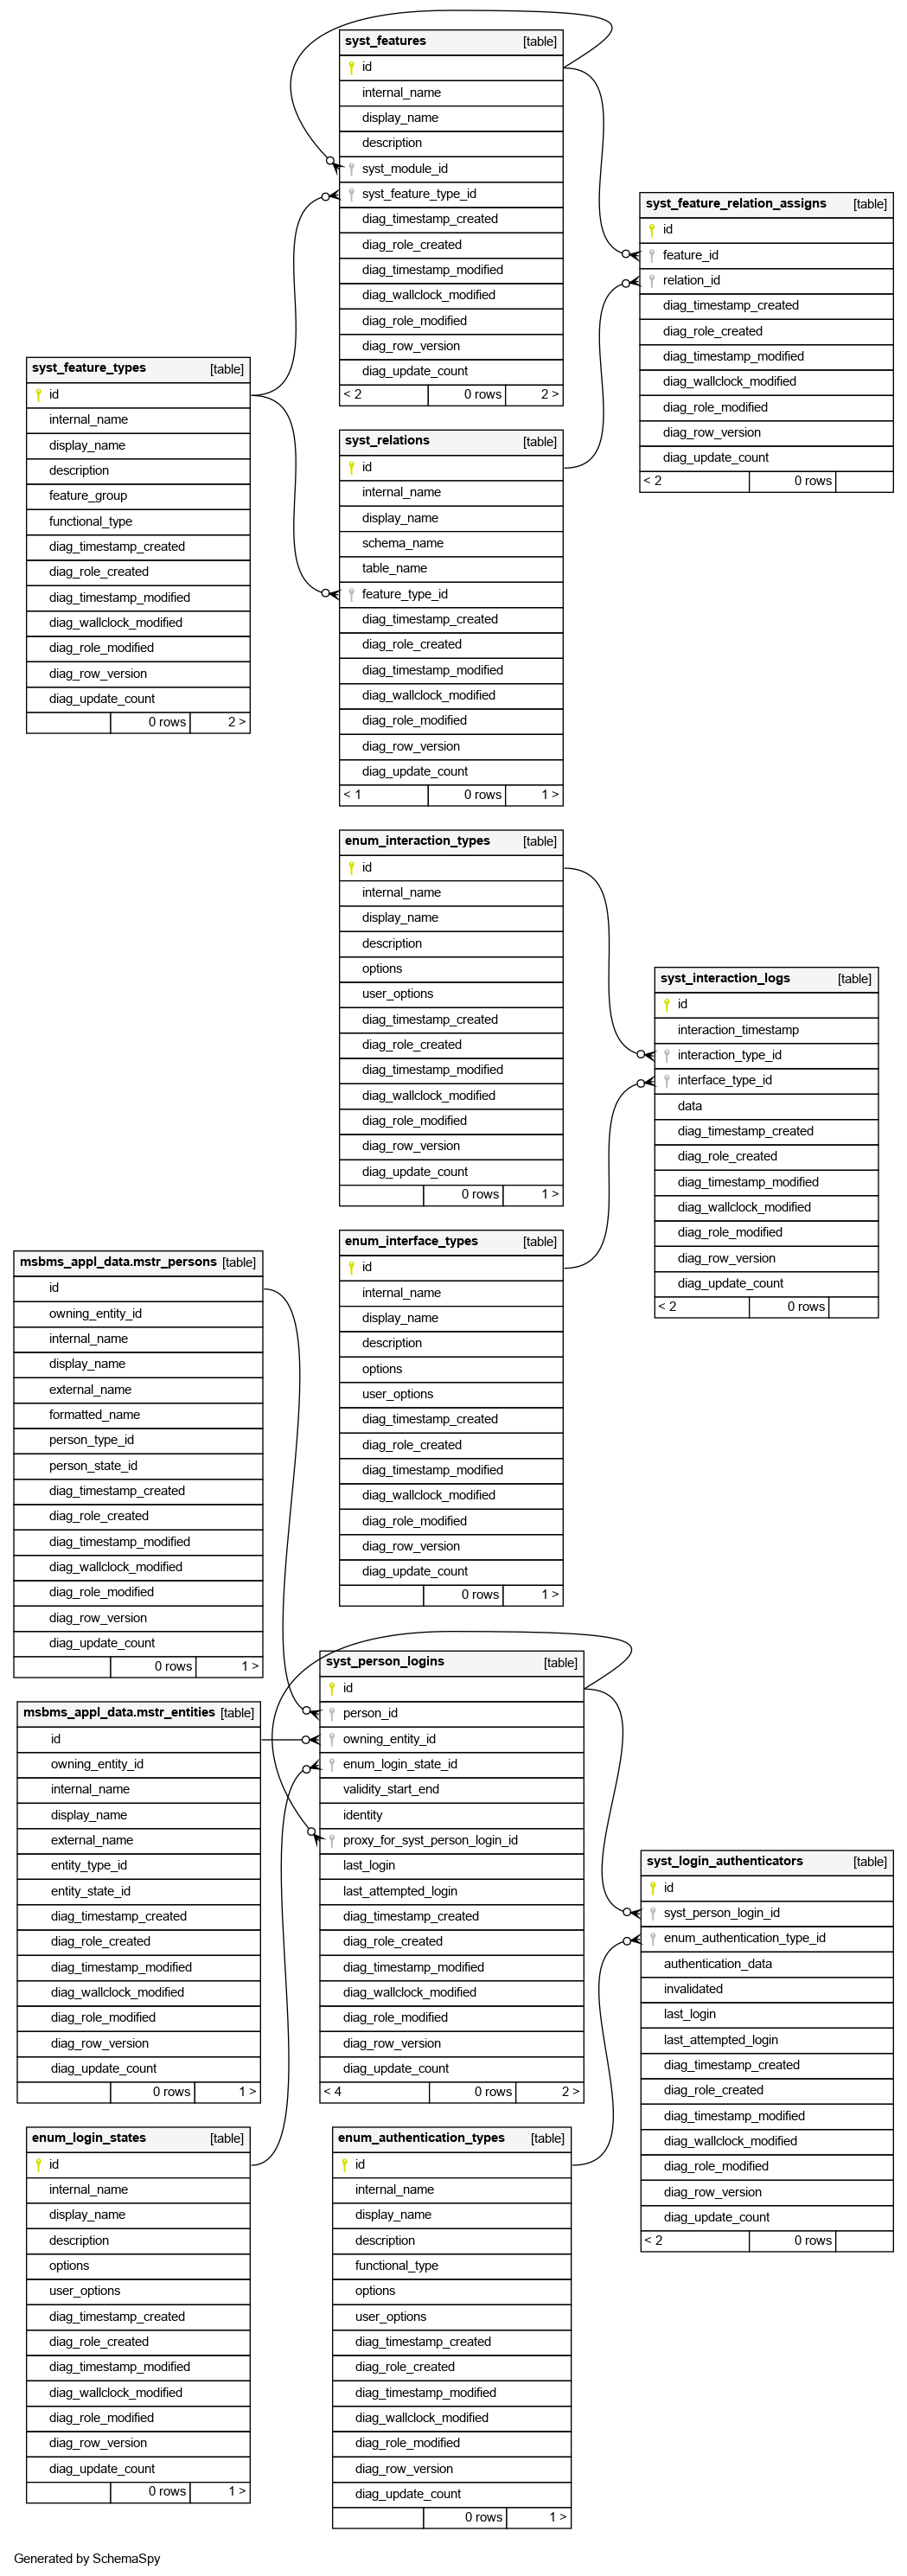 syst_features [table]
id
internal_name
display_name
description
syst_module_id
syst_feature_type_id
diag_timestamp_created
diag_role_created
diag_timestamp_modified
diag_wallclock_modified
diag_role_modified
diag_row_version
diag_update_count
< 2 0 rows 2 >
syst_feature_relation_assigns [table]
id
feature_id
relation_id
diag_timestamp_created
diag_role_created
diag_timestamp_modified
diag_wallclock_modified
diag_role_modified
diag_row_version
diag_update_count
< 2 0 rows
syst_feature_types [table]
id
internal_name
display_name
description
feature_group
functional_type
diag_timestamp_created
diag_role_created
diag_timestamp_modified
diag_wallclock_modified
diag_role_modified
diag_row_version
diag_update_count
0 rows 2 >
syst_relations [table]
id
internal_name
display_name
schema_name
table_name
feature_type_id
diag_timestamp_created
diag_role_created
diag_timestamp_modified
diag_wallclock_modified
diag_role_modified
diag_row_version
diag_update_count
< 1 0 rows 1 >
enum_interaction_types [table]
id
internal_name
display_name
description
options
user_options
diag_timestamp_created
diag_role_created
diag_timestamp_modified
diag_wallclock_modified
diag_role_modified
diag_row_version
diag_update_count
0 rows 1 >
syst_interaction_logs [table]
id
interaction_timestamp
interaction_type_id
interface_type_id
data
diag_timestamp_created
diag_role_created
diag_timestamp_modified
diag_wallclock_modified
diag_role_modified
diag_row_version
diag_update_count
< 2 0 rows
enum_interface_types [table]
id
internal_name
display_name
description
options
user_options
diag_timestamp_created
diag_role_created
diag_timestamp_modified
diag_wallclock_modified
diag_role_modified
diag_row_version
diag_update_count
0 rows 1 >
msbms_appl_data.mstr_persons [table]
id
owning_entity_id
internal_name
display_name
external_name
formatted_name
person_type_id
person_state_id
diag_timestamp_created
diag_role_created
diag_timestamp_modified
diag_wallclock_modified
diag_role_modified
diag_row_version
diag_update_count
0 rows 1 >
syst_person_logins [table]
id
person_id
owning_entity_id
enum_login_state_id
validity_start_end
identity
proxy_for_syst_person_login_id
last_login
last_attempted_login
diag_timestamp_created
diag_role_created
diag_timestamp_modified
diag_wallclock_modified
diag_role_modified
diag_row_version
diag_update_count
< 4 0 rows 2 >
msbms_appl_data.mstr_entities [table]
id
owning_entity_id
internal_name
display_name
external_name
entity_type_id
entity_state_id
diag_timestamp_created
diag_role_created
diag_timestamp_modified
diag_wallclock_modified
diag_role_modified
diag_row_version
diag_update_count
0 rows 1 >
syst_login_authenticators [table]
id
syst_person_login_id
enum_authentication_type_id
authentication_data
invalidated
last_login
last_attempted_login
diag_timestamp_created
diag_role_created
diag_timestamp_modified
diag_wallclock_modified
diag_role_modified
diag_row_version
diag_update_count
< 2 0 rows
enum_login_states [table]
id
internal_name
display_name
description
options
user_options
diag_timestamp_created
diag_role_created
diag_timestamp_modified
diag_wallclock_modified
diag_role_modified
diag_row_version
diag_update_count
0 rows 1 >
enum_authentication_types [table]
id
internal_name
display_name
description
functional_type
options
user_options
diag_timestamp_created
diag_role_created
diag_timestamp_modified
diag_wallclock_modified
diag_role_modified
diag_row_version
diag_update_count
0 rows 1 >
Generated by SchemaSpy